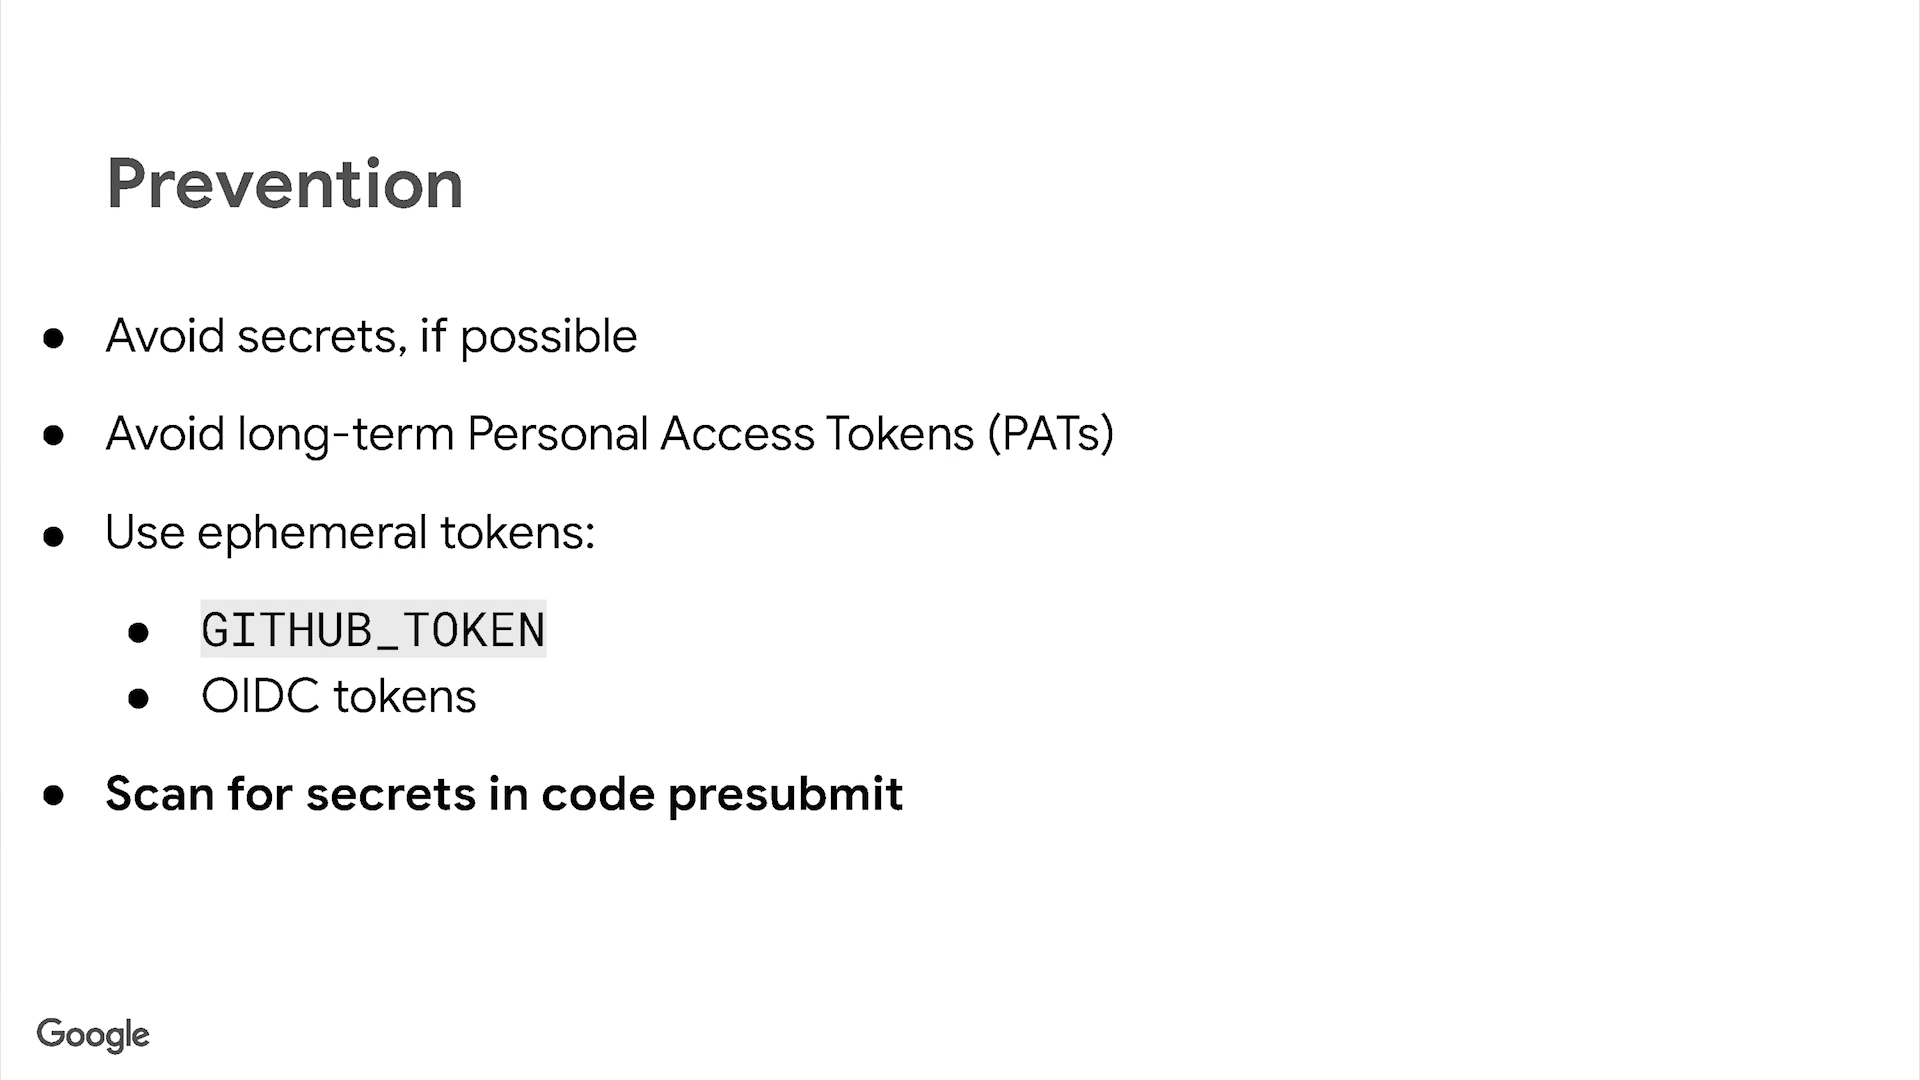 Prevention
● Avoid secrets, if possible
● Avoid long-term Personal Access Tokens (PATs)
● Use ephemeral tokens:
● GITHUB_TOKEN
● OIDC tokens
● Scan for secrets in code presubmit
Google